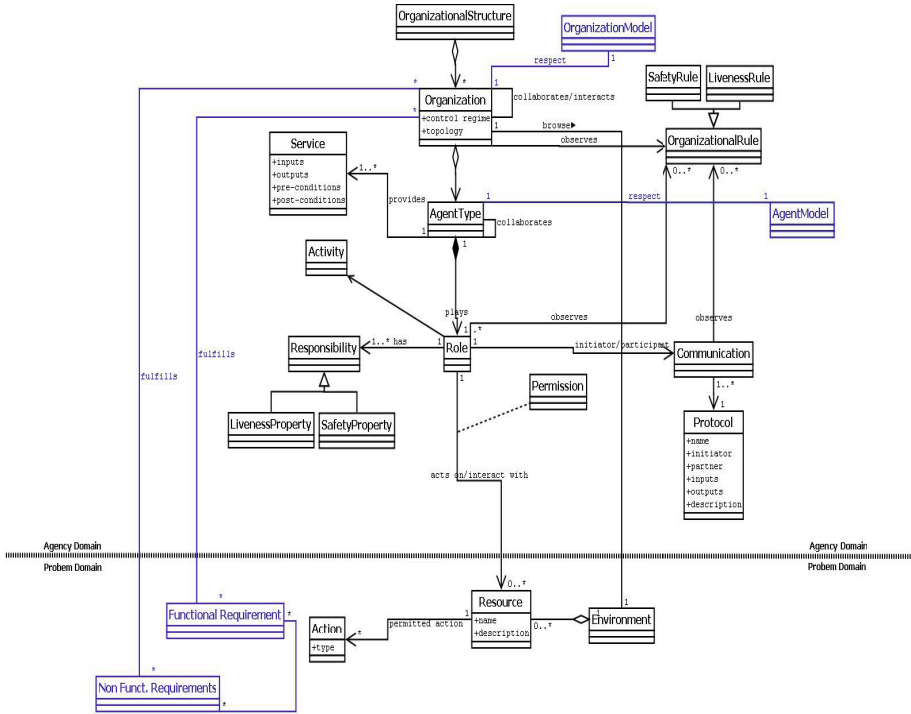 OrganizationalStructure
OrganizationModel
respect
1
*
*
1
SafetyRule
LivenessRule
Organization
+control regime
+topology
*
collaborates/interacts
1
browse
observes
OrganizationalRule
0..*
0..*
Service
+inputs
+outputs
+pre-conditions
+post-conditions
1..*
provides
1
AgentType
1
respect
1
AgentModel
collaborates
1
Activity
plays
1..*
observes
observes
Responsibility
1..* has
1
Role
1
initiator/participant
Communication
fulfills
fulfills
1
1..*
1
Permission
LivenessProperty
SafetyProperty
Protocol
+name
+initiator
+partner
+inputs
+outputs
+description
acts on/interact with
Agency Domain
Agency Domain
Probem Domain
Probem Domain
0..*
Resource
+name
+description
*
Functional Requirement
*
Action
+type
*
permitted action
1
0..*
1
1
Environment
*
Non Funct. Requirements
*